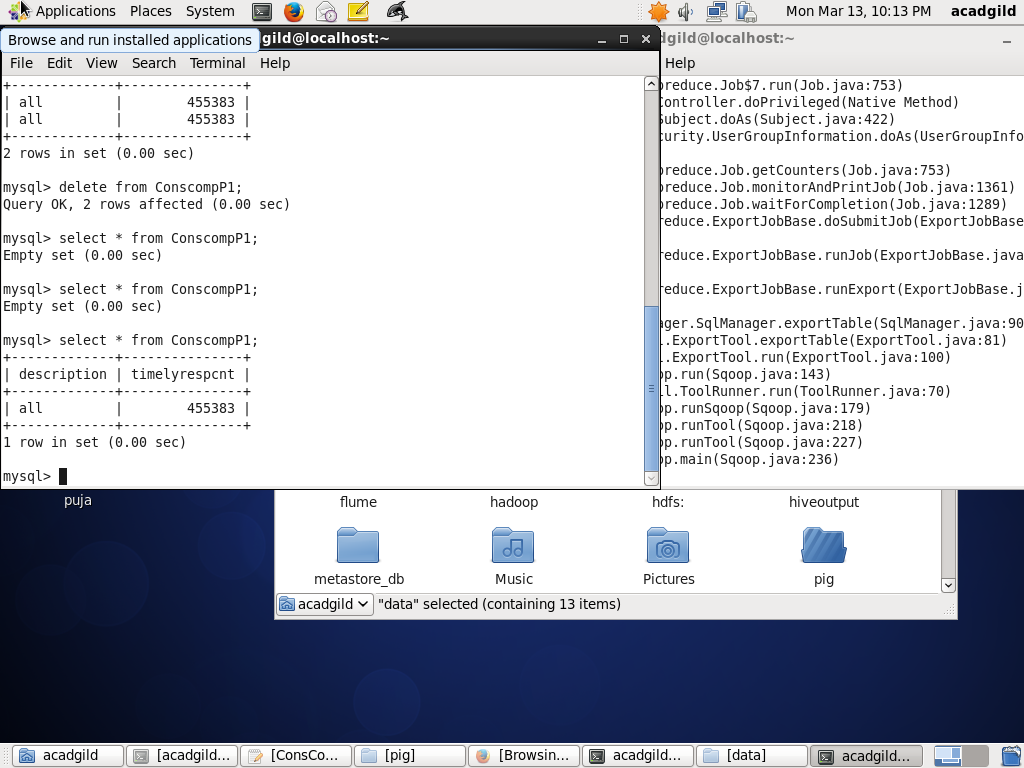 Applications Places System Mon Mar 13, 10:13 PM acadgild
Browse and run installed applications
gild@localhost:~
File Edit View Search Terminal Help
+-------------+---------------+
| all | 455383 |
| all | 455383 |
+-------------+---------------+
2 rows in set (0.00 sec)
mysql> delete from ConscompP1;
Query OK, 2 rows affected (0.00 sec)
mysql> select * from ConscompP1;
Empty set (0.00 sec)
mysql> select * from ConscompP1;
Empty set (0.00 sec)
mysql> select * from ConscompP1;
+-------------+---------------+
| description | timelyrespcnt |
+-------------+---------------+
| all | 455383 |
+-------------+---------------+
1 row in set (0.00 sec)
mysql>
dgild@localhost:~
Help
reduce.Job$7.run(Job.java:753)
Controller.doPrivileged(Native Method)
Subject.doAs(Subject.java:422)
curity.UserGroupInformation.doAs(UserGroupInfo
reduce.Job.getCounters(Job.java:753)
reduce.Job.monitorAndPrintJob(Job.java:1361)
reduce.Job.waitForCompletion(Job.java:1289)
reduce.ExportJobBase.doSubmitJob(ExportJobBase
reduce.ExportJobBase.runJob(ExportJobBase.java
reduce.ExportJobBase.runExport(ExportJobBase.j
ager.SqlManager.exportTable(SqlManager.java:90
l.ExportTool.exportTable(ExportTool.java:81)
l.ExportTool.run(ExportTool.java:100)
op.run(Sqoop.java:143)
il.ToolRunner.run(ToolRunner.java:70)
op.runSqoop(Sqoop.java:179)
op.runTool(Sqoop.java:218)
op.runTool(Sqoop.java:227)
op.main(Sqoop.java:236)
puja
flume hadoop hdfs: hiveoutput
metastore_db Music Pictures pig
acadgild "data" selected (containing 13 items)
acadgild [acadgild... [ConsCo... [pig] [Browsin... acadgild... [data] acadgild...